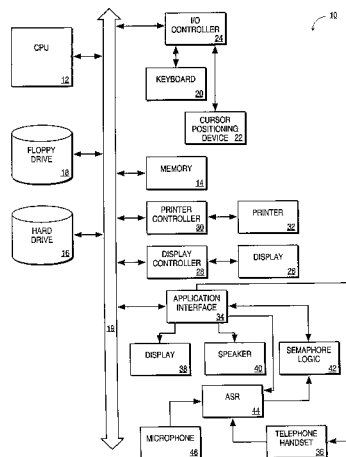 10
I/O
CONTROLLER
24
CPU
12
KEYBOARD
20
CURSOR
POSITIONING
DEVICE 22
FLOPPY
DRIVE
18
MEMORY
14
HARD
DRIVE
16
PRINTER
CONTROLLER
30
PRINTER
32
DISPLAY
CONTROLLER
28
DISPLAY
26
APPLICATION
INTERFACE
34
19
DISPLAY
38
SPEAKER
40
SEMAPHORE
LOGIC
42
ASR
44
MICROPHONE
46
TELEPHONE
HANDSET
36